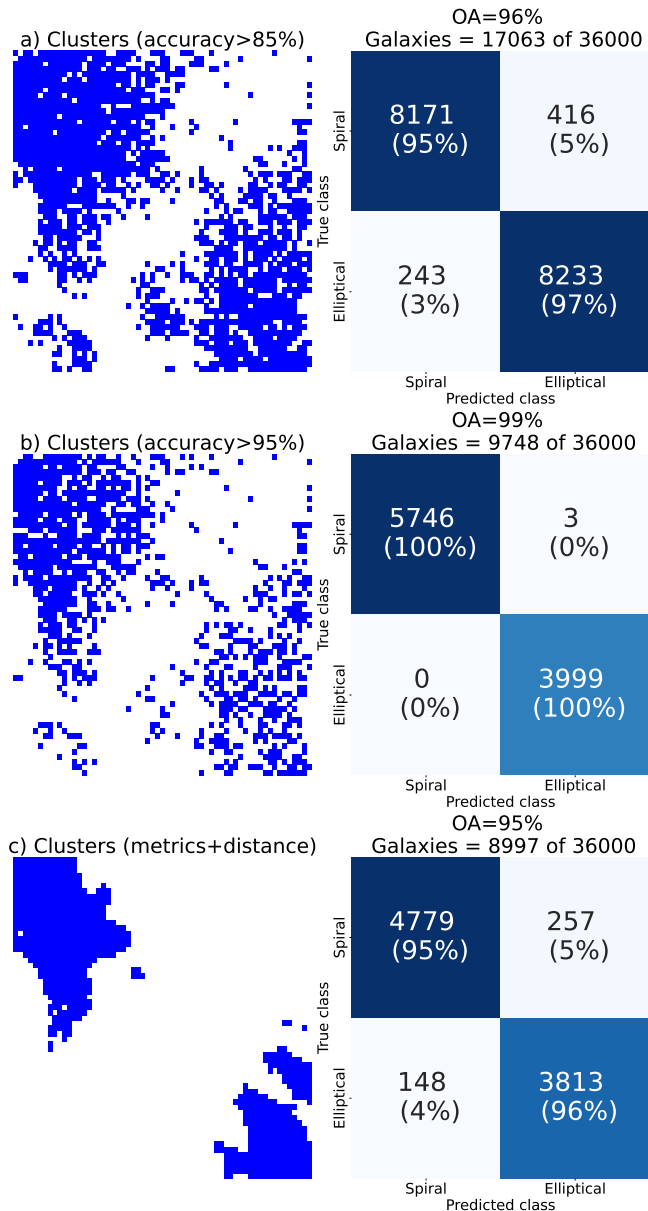 a) Clusters (accuracy>85%)
OA=96%
Galaxies = 17063 of 36000
True class
Spiral
Elliptical
8171
(95%)
416
(5%)
243
(3%)
8233
(97%)
Spiral
Elliptical
Predicted class
b) Clusters (accuracy>95%)
OA=99%
Galaxies = 9748 of 36000
True class
Spiral
Elliptical
5746
(100%)
3
(0%)
0
(0%)
3999
(100%)
Spiral
Elliptical
Predicted class
c) Clusters (metrics+distance)
OA=95%
Galaxies = 8997 of 36000
True class
Spiral
Elliptical
4779
(95%)
257
(5%)
148
(4%)
3813
(96%)
Spiral
Elliptical
Predicted class